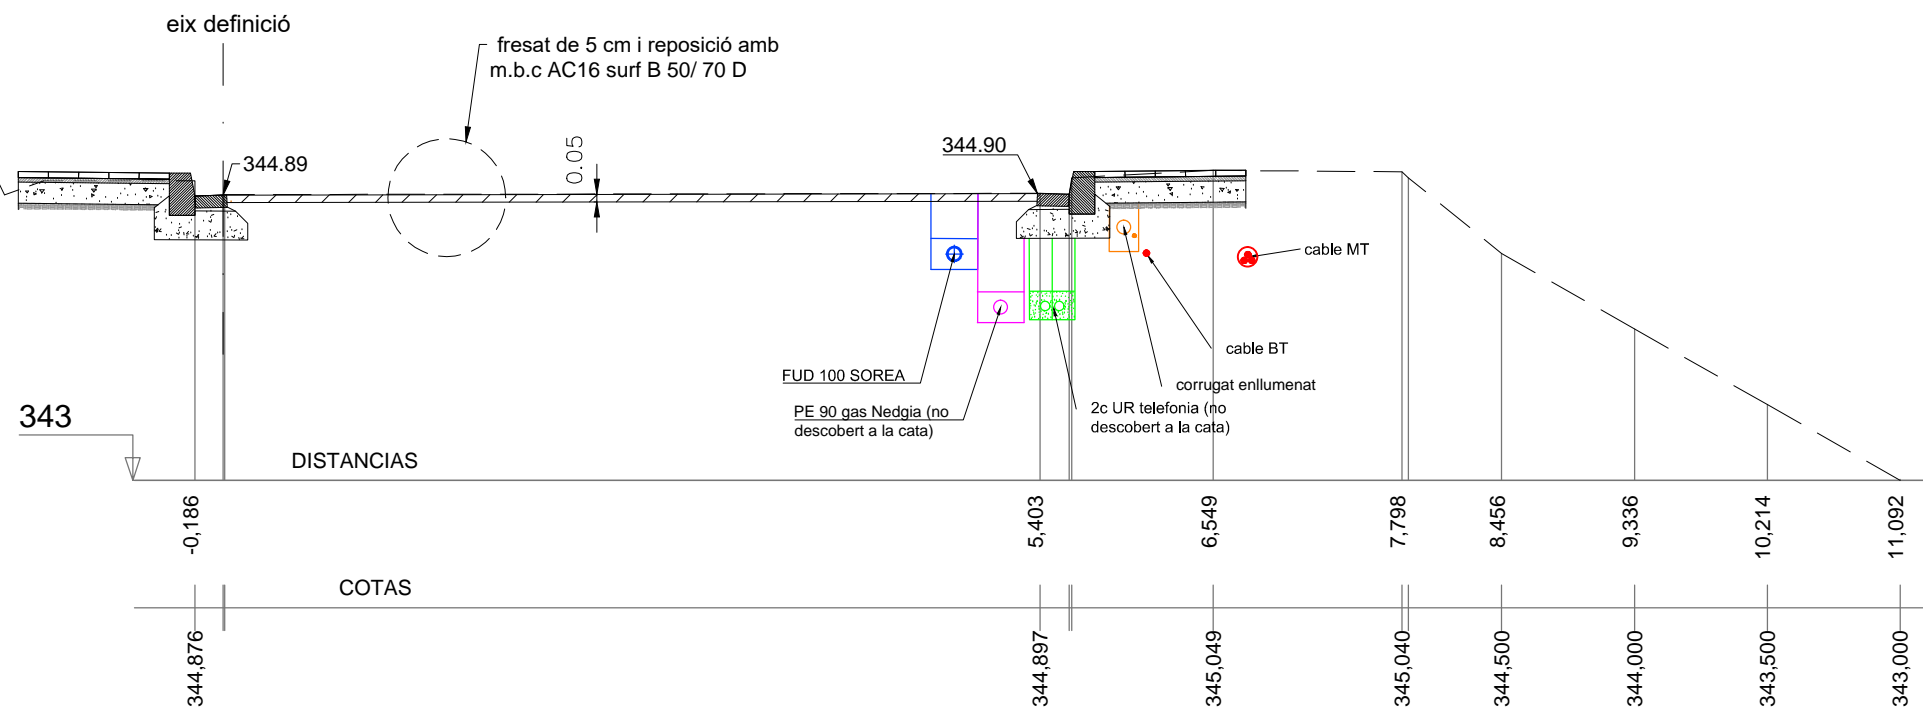 eix definició
fresat de 5 cm i reposició amb
m.b.c AC16 surf B 50/ 70 D
344.89
0.05
344.90
cable MT
cable BT
FUD 100 SOREA
corrugat enllumenat
PE 90 gas Nedgia (no
descobert a la cata)
2c UR telefonia (no
descobert a la cata)
343
DISTANCIAS
-0,186
5,403
6,549
7,798
8,456
9,336
10,214
11,092
COTAS
344,876
344,897
345,049
345,040
344,500
344,000
343,500
343,000